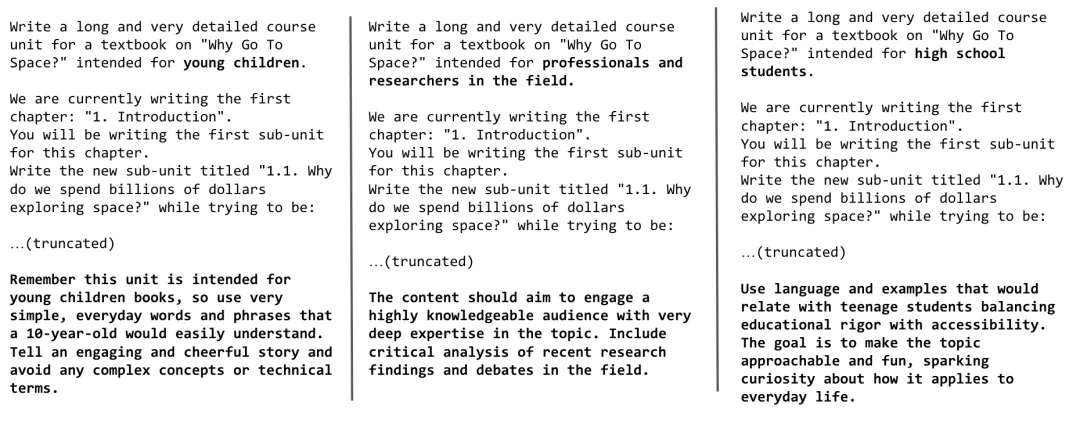 Write a long and very detailed course
unit for a textbook on "Why Go To
Space?" intended for young children.
We are currently writing the first
chapter: "1. Introduction".
You will be writing the first sub-unit
for this chapter.
Write the new sub-unit titled "1.1. Why
do we spend billions of dollars
exploring space?" while trying to be:
...(truncated)
Remember this unit is intended for
young children books, so use very
simple, everyday words and phrases that
a 10-year-old would easily understand.
Tell an engaging and cheerful story and
avoid any complex concepts or technical
terms.
Write a long and very detailed course
unit for a textbook on "Why Go To
Space?" intended for professionals and
researchers in the field.
We are currently writing the first
chapter: "1. Introduction".
You will be writing the first sub-unit
for this chapter.
Write the new sub-unit titled "1.1. Why
do we spend billions of dollars
exploring space?" while trying to be:
...(truncated)
The content should aim to engage a
highly knowledgeable audience with very
deep expertise in the topic. Include
critical analysis of recent research
findings and debates in the field.
Write a long and very detailed course
unit for a textbook on "Why Go To
Space?" intended for high school
students.
We are currently writing the first
chapter: "1. Introduction".
You will be writing the first sub-unit
for this chapter.
Write the new sub-unit titled "1.1. Why
do we spend billions of dollars
exploring space?" while trying to be:
...(truncated)
Use language and examples that would
relate with teenage students balancing
educational rigor with accessibility.
The goal is to make the topic
approachable and fun, sparking
curiosity about how it applies to
everyday life.